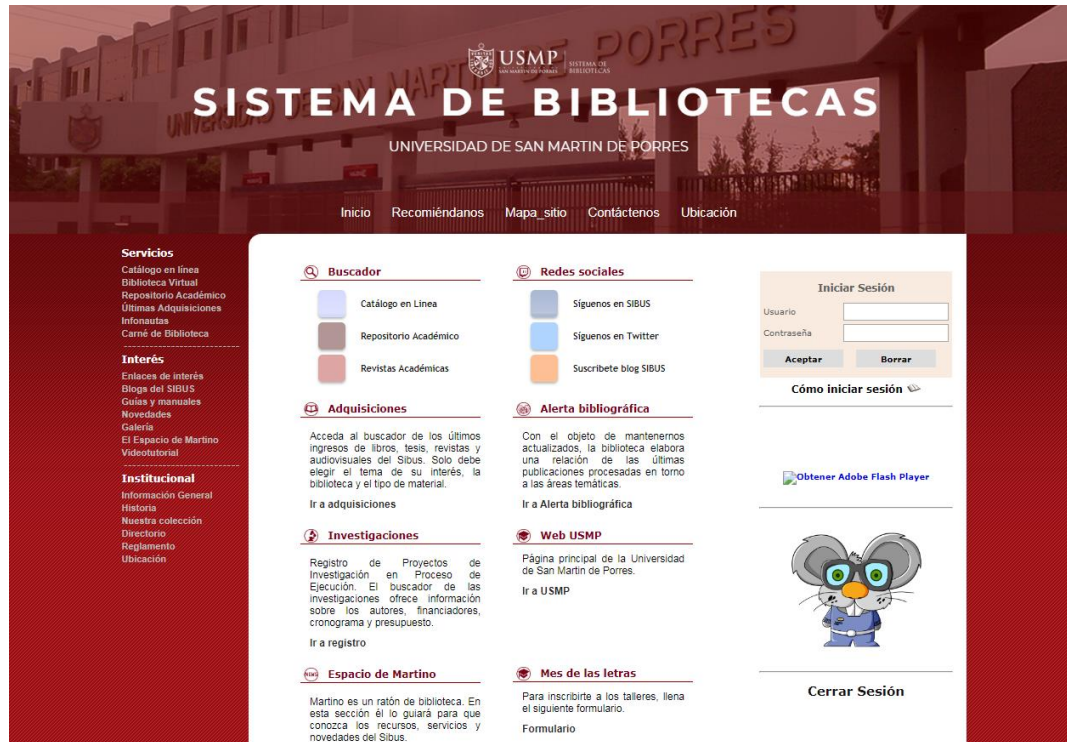 UNIVERSIDAD DE SAN MARTIN DE PORRES
USMP
SAN MARTIN DE PORRES
SISTEMA DE
BIBLIOTECAS
SISTEMA DE BIBLIOTECAS
UNIVERSIDAD DE SAN MARTIN DE PORRES
Inicio Recomiéndanos Mapa_sitio Contáctenos Ubicación
Servicios
Catálogo en línea
Biblioteca Virtual
Repositorio Académico
Últimas Adquisiciones
Infonautas
Carné de Biblioteca
Interés
Enlaces de interés
Blogs del SIBUS
Guías y manuales
Novedades
Galería
El Espacio de Martino
Videotutorial
Institucional
Información General
Historia
Nuestra colección
Directorio
Reglamento
Ubicación
Buscador
Catálogo en Linea
Repositorio Académico
Revistas Académicas
Adquisiciones
Acceda al buscador de los últimos
ingresos de libros, tesis, revistas y
audiovisuales del Sibus. Solo debe
elegir el tema de su interés, la
biblioteca y el tipo de material.
Ir a adquisiciones
Investigaciones
Registro de Proyectos de
Investigación en Proceso de
Ejecución. El buscador de las
investigaciones ofrece información
sobre los autores, financiadores,
cronograma y presupuesto.
Ir a registro
Espacio de Martino
Martino es un ratón de biblioteca. En
esta sección él lo guiará para que
conozca los recursos, servicios y
novedades del Sibus.
Redes sociales
Síguenos en SIBUS
Síguenos en Twitter
Suscribete blog SIBUS
Alerta bibliográfica
Con el objeto de mantenernos
actualizados, la biblioteca elabora
una relación de las últimas
publicaciones procesadas en torno
a las áreas temáticas.
Ir a Alerta bibliográfica
Web USMP
Página principal de la Universidad
de San Martin de Porres.
Ir a USMP
Mes de las letras
Para inscribirte a los talleres, llena
el siguiente formulario.
Formulario
Iniciar Sesión
Usuario
Contraseña
Aceptar Borrar
Cómo iniciar sesión
Obtener Adobe Flash Player
Cerrar Sesión